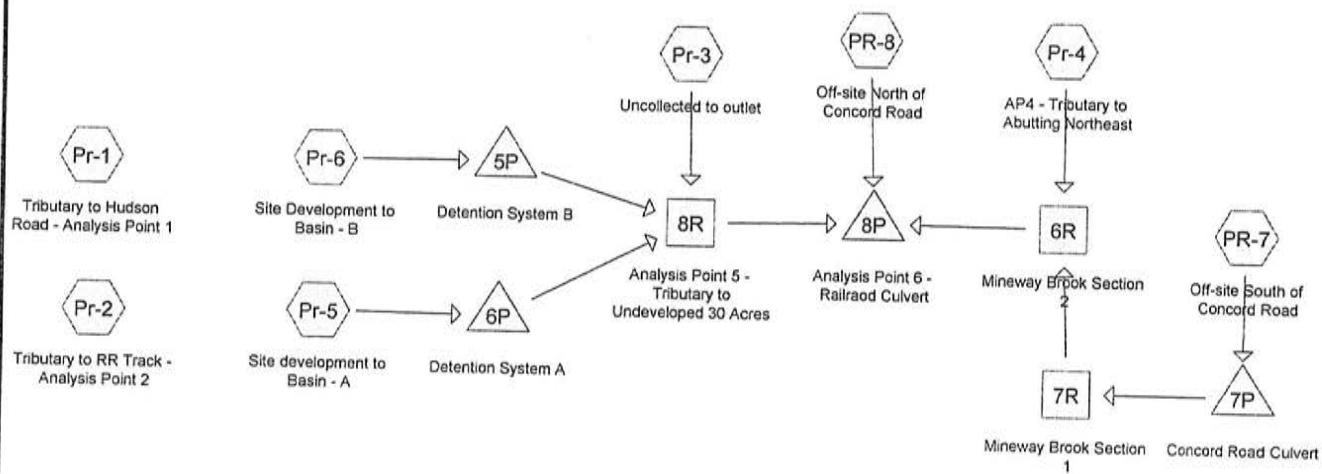 Pr-3
Uncollected to outlet
PR-8
Off-site North of
Concord Road
Pr-4
AP4 - Tributary to
Abutting Northeast
Pr-1
Tributary to Hudson
Road - Analysis Point 1
Pr-6
Site Development to
Basin - B
5P
Detention System B
8R
Analysis Point 5 -
Tributary to
Undeveloped 30 Acres
8P
Analysis Point 6 -
Railraod Culvert
6R
Mineway Brook Section
2
PR-7
Off-site South of
Concord Road
Pr-2
Tributary to RR Track -
Analysis Point 2
Pr-5
Site development to
Basin - A
6P
Detention System A
7R
Mineway Brook Section
1
7P
Concord Road Culvert